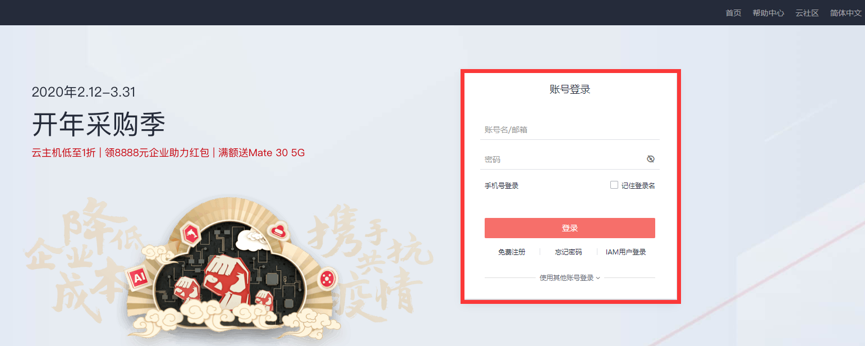 首页 帮助中心 云社区 简体中文
2020年2.12-3.31
开年采购季
云主机低至1折 | 领8888元企业助力红包 | 满额送Mate 30 5G
降低
企业
成本
携手
共抗
疫情
AI
账号登录
账号名/邮箱
密码
手机号登录 记住登录名
登录
免费注册 忘记密码 IAM用户登录
使用其他账号登录